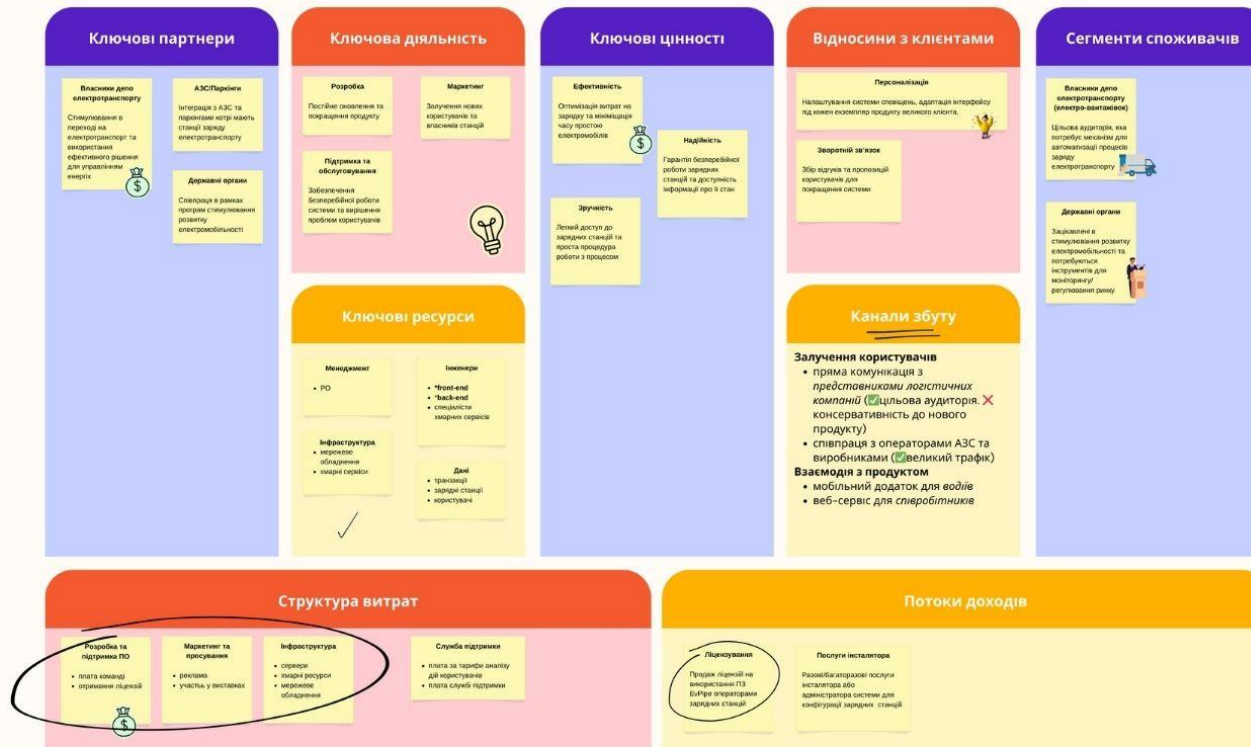 Ключові партнери
Власники депо
електротранспорту
Стимулювання в
переході на
електротранспорт та
використання
ефективного рішення
для управлінням
енергіх
АЗС/Паркінги
Інтеграція з АЗС та
паркінгами котрі мають
станції заряду
електротранспорту
Державні органи
Співпраця в рамках
програм стимулювання
розвитку
електромобільності
Ключова діяльність
Розробка
Постійне оновлення та
покращення продукту
Маркетинг
Залучення нових
користувачів та
власників станцій
Підтримка та
обслуговування
Забезпечення
безперебійної роботи
системи та вирішення
проблем користувачів
Ключові ресурси
Менеджмент
• PO
Інженери
• *front-end
• *back-end
• спеціалісти
хмарних сервісів
Інфраструктура
• мережеве
обладнення
• хмарні сервіси
Дані
• транзакції
• зарядні станції
• користувачі
Ключові цінності
Ефективність
Оптимізація витрат на
зарядку та мінімізація
часу простою
електромобілів
Надійність
Гарантія безперебійної
роботи зарядних
станцій та доступність
інформації про її стан
Зручність
Легкий доступ до
зарядних станцій та
проста процедура
роботи з процесом
Відносини з клієнтами
Персоналізація
Налаштування системи оповіщень, адаптація інтерфейсу
під кожен екземпляр продукту великого клієнта.
Зворотній зв'язок
Збір відгуків та пропозицій
користувачів для
покращення системи
Канали збуту
Залучення користувачів
• пряма комунікація з
представниками логістичних
компаній (✅цільова аудиторія. ❌
консервативність до нового
продукту)
• співпраця з операторами АЗС та
виробниками (✅великий трафік)
Взаємодія з продуктом
• мобільний додаток для водіїв
• веб-сервіс для співробітників
Сегменти споживачів
Власники депо
електротранспорту
(електро-вантажівок)
Цільова аудиторія, яка
потребує механізм для
автоматизації процесів
заряду
електротранспорту
Державні органи
Зацікавлені в
стимулювання розвитку
електромобільності та
потребуються
інструментів для
моніторингу/
регулювання ринку
Структура витрат
Розробка та
підтримка ПО
• плата команді
• отримання ліцензій
Маркетинг та
просування
• реклама
• участь у виставках
Інфраструктура
• сервери
• хмарні ресурси
• мережеве
обладнення
Служба підтримки
• плата за тарифи аналізу
дій користувачів
• плата службі підтримки
Потоки доходів
Ліцензування
Продаж ліцензій на
використання ПЗ
EvPipe операторами
зарядних станцій
Послуги інсталятора
Разові/багаторазові послуги
інсталатора або
адміністратора системи для
конфігурації зарядних станцій